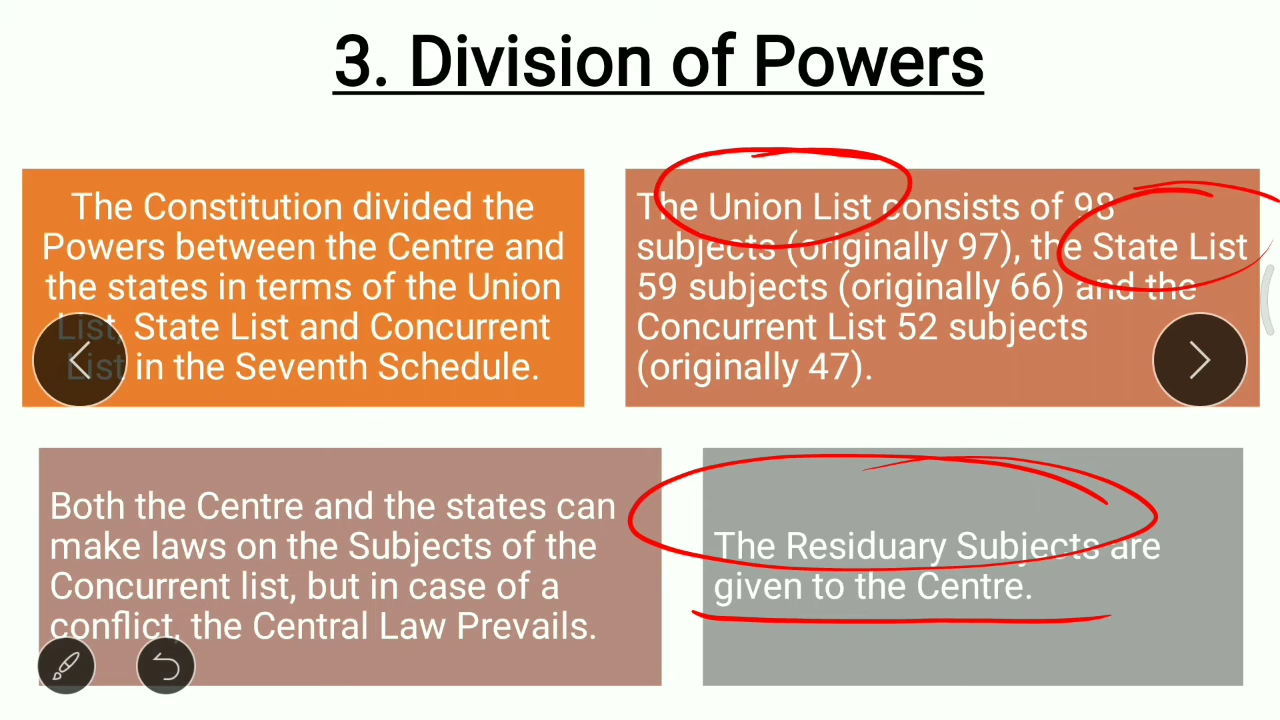 3. Division of Powers
The Constitution divided the
Powers between the Centre and
the states in terms of the Union
List, State List and Concurrent
List in the Seventh Schedule.
The Union List consists of 98
subjects (originally 97), the State List
59 subjects (originally 66) and the
Concurrent List 52 subjects
(originally 47).
Both the Centre and the states can
make laws on the Subjects of the
Concurrent list, but in case of a
conflict, the Central Law Prevails.
The Residuary Subjects are
given to the Centre.